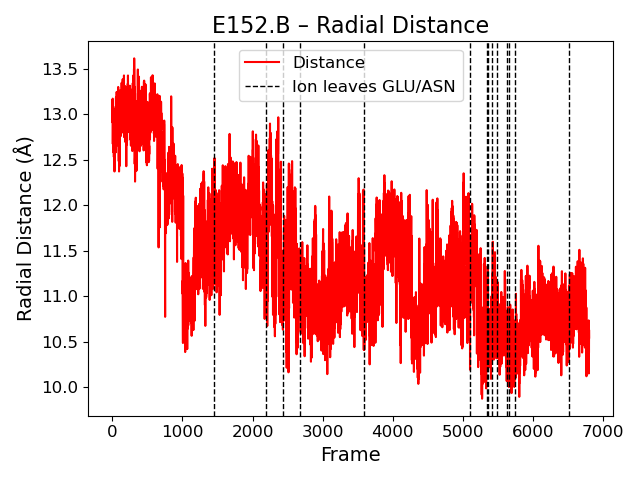 E152.B – Radial Distance
Distance
Ion leaves GLU/ASN
Radial Distance (Å)
13.5
13.0
12.5
12.0
11.5
11.0
10.5
10.0
0 1000 2000 3000 4000 5000 6000 7000
Frame